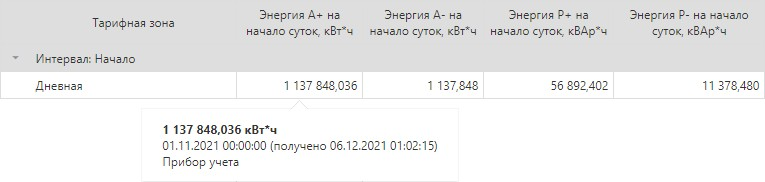 Тарифная зона
Энергия A+ на начало суток, кВт*ч
Энергия A- на начало суток, кВт*ч
Энергия P+ на начало суток, кВАр*ч
Энергия P- на начало суток, кВАр*ч
Интервал: Начало
Дневная 1 137 848,036 1 137,848 56 892,402 11 378,480
1 137 848,036 кВт*ч
01.11.2021 00:00:00 (получено 06.12.2021 01:02:15)
Прибор учета